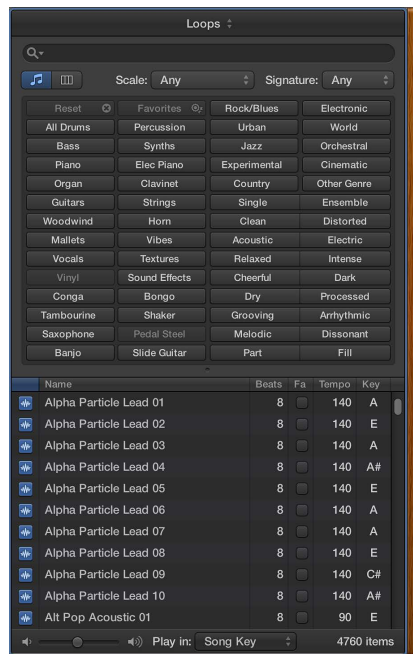 Loops
Scale: Any Signature: Any
Reset Favorites Rock/Blues Electronic
All Drums Percussion Urban World
Bass Synths Jazz Orchestral
Piano Elec Piano Experimental Cinematic
Organ Clavinet Country Other Genre
Guitars Strings Single Ensemble
Woodwind Horn Clean Distorted
Mallets Vibes Acoustic Electric
Vocals Textures Relaxed Intense
Vinyl Sound Effects Cheerful Dark
Conga Bongo Dry Processed
Tambourine Shaker Grooving Arrhythmic
Saxophone Pedal Steel Melodic Dissonant
Banjo Slide Guitar Part Fill
Name Beats Fa Tempo Key
Alpha Particle Lead 01 8 140 A
Alpha Particle Lead 02 8 140 E
Alpha Particle Lead 03 8 140 A
Alpha Particle Lead 04 8 140 A#
Alpha Particle Lead 05 8 140 E
Alpha Particle Lead 06 8 140 A
Alpha Particle Lead 07 8 140 A
Alpha Particle Lead 08 8 140 E
Alpha Particle Lead 09 8 140 C#
Alpha Particle Lead 10 8 140 A#
Alt Pop Acoustic 01 8 90 E
Play in: Song Key 4760 items